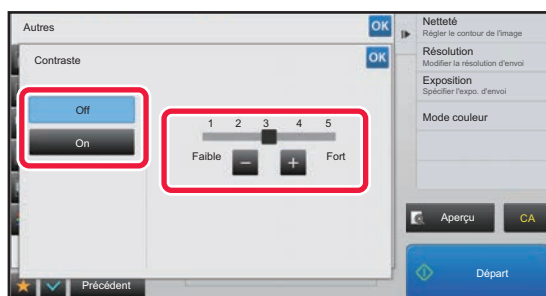 Autres
OK
Contraste
OK
Off
On
1 2 3 4 5
Faible
−
+
Fort
Précédent
Netteté
Régler le contour de l'image
Résolution
Modifier la résolution d'envoi
Exposition
Spécifier l'expo. d'envoi
Mode couleur
Aperçu
CA
Départ